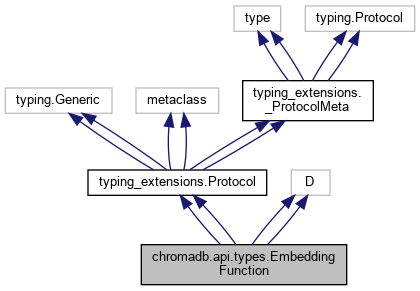 type
typing.Protocol
typing.Generic
metaclass
typing_extensions.
_ProtocolMeta
typing_extensions.Protocol
D
chromadb.api.types.Embedding
Function